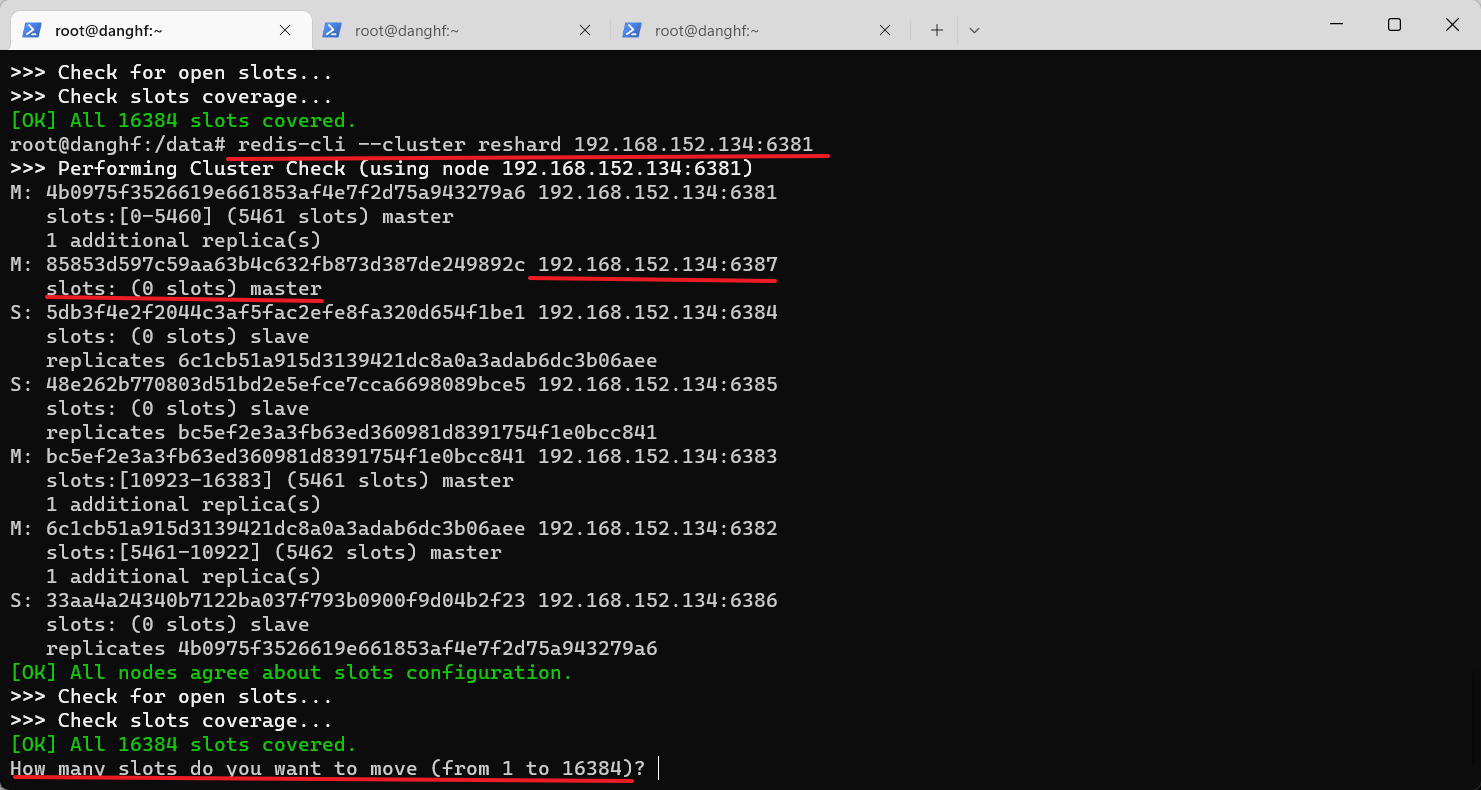 root@danghf:~
root@danghf:~
root@danghf:~
>>> Check for open slots...
>>> Check slots coverage...
[OK] All 16384 slots covered.
root@danghf:/data# redis-cli --cluster reshard 192.168.152.134:6381
>>> Performing Cluster Check (using node 192.168.152.134:6381)
M: 4b0975f3526619e661853af4e7f2d75a943279a6 192.168.152.134:6381
   slots:[0-5460] (5461 slots) master
   1 additional replica(s)
M: 85853d597c59aa63b4c632fb873d387de249892c 192.168.152.134:6387
   slots: (0 slots) master
S: 5db3f4e2f2044c3af5fac2efe8fa320d654f1be1 192.168.152.134:6384
   slots: (0 slots) slave
   replicates 6c1cb51a915d3139421dc8a0a3adab6dc3b06aee
S: 48e262b770803d51bd2e5efce7cca6698089bce5 192.168.152.134:6385
   slots: (0 slots) slave
   replicates bc5ef2e3a3fb63ed360981d8391754f1e0bcc841
M: bc5ef2e3a3fb63ed360981d8391754f1e0bcc841 192.168.152.134:6383
   slots:[10923-16383] (5461 slots) master
   1 additional replica(s)
M: 6c1cb51a915d3139421dc8a0a3adab6dc3b06aee 192.168.152.134:6382
   slots:[5461-10922] (5462 slots) master
   1 additional replica(s)
S: 33aa4a24340b7122ba037f793b0900f9d04b2f23 192.168.152.134:6386
   slots: (0 slots) slave
   replicates 4b0975f3526619e661853af4e7f2d75a943279a6
[OK] All nodes agree about slots configuration.
>>> Check for open slots...
>>> Check slots coverage...
[OK] All 16384 slots covered.
How many slots do you want to move (from 1 to 16384)?